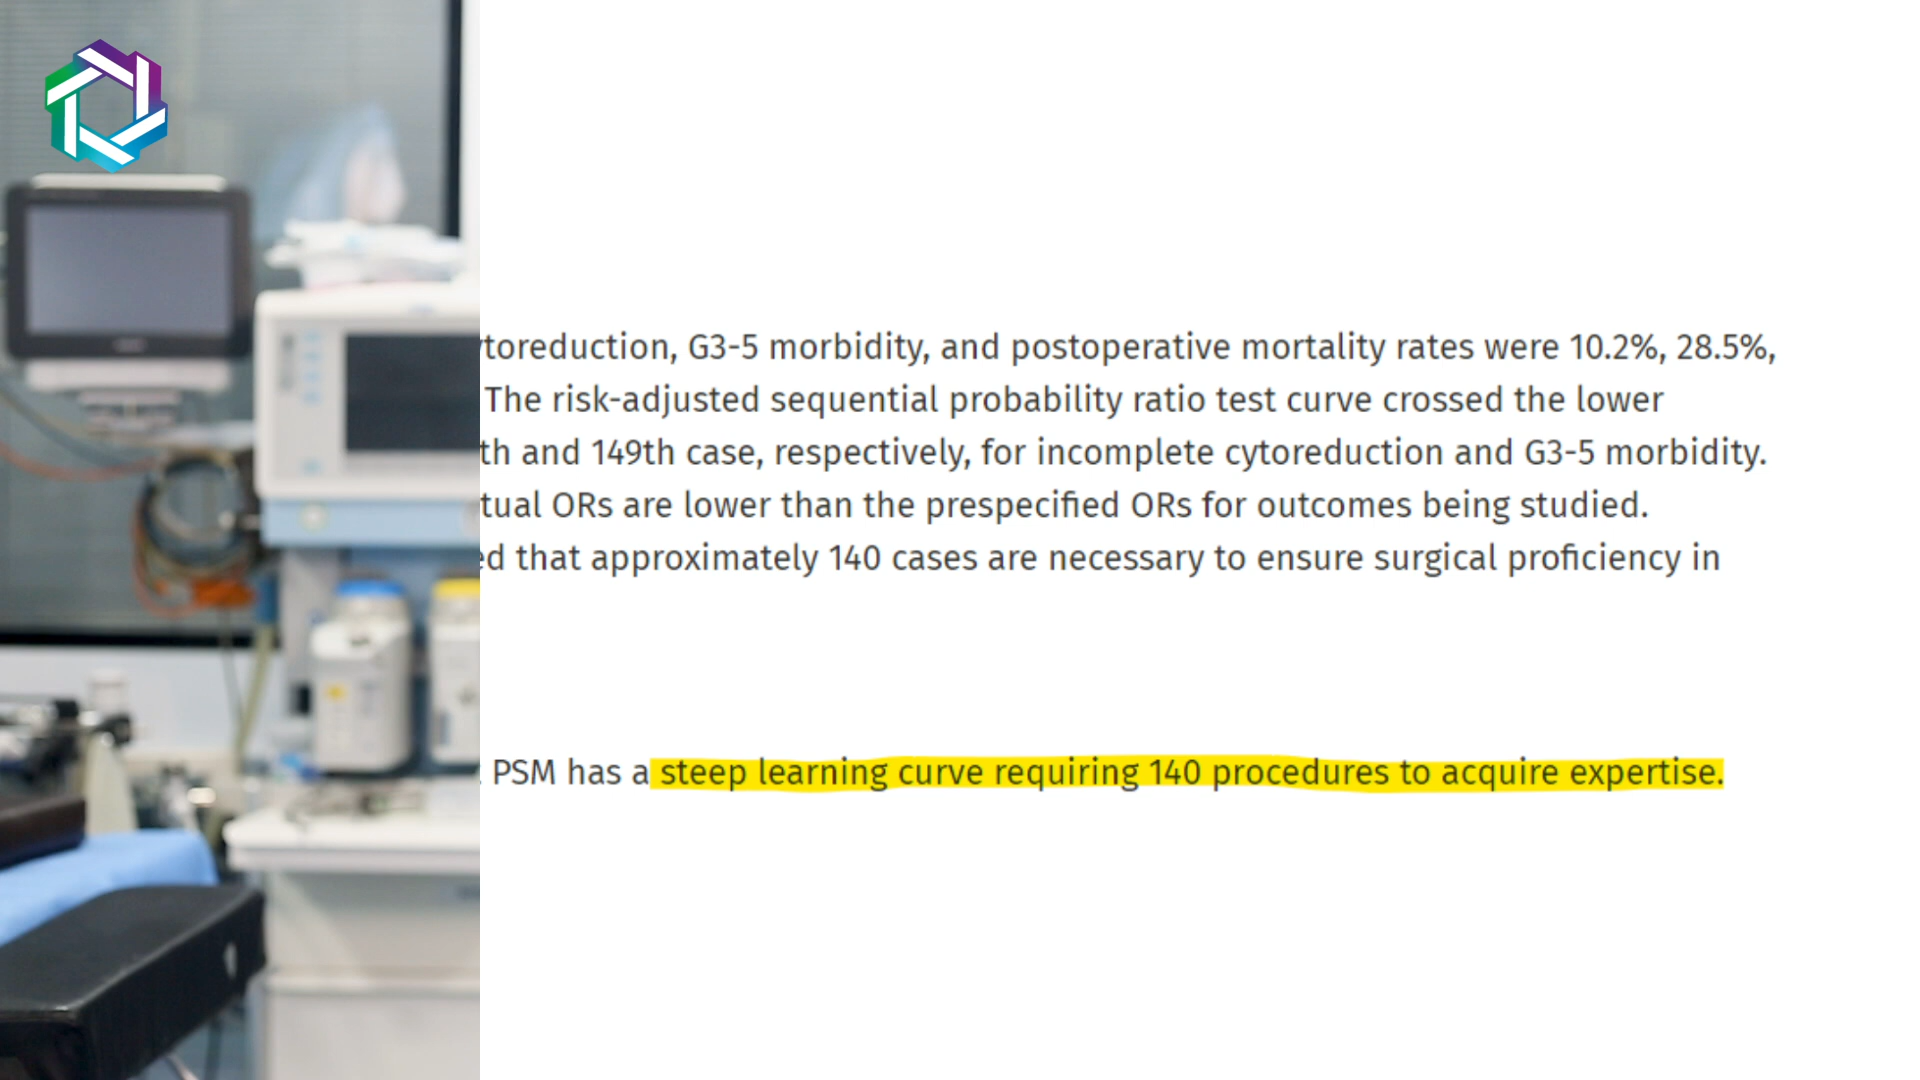 toreduction, G3-5 morbidity, and postoperative mortality rates were 10.2%, 28.5%,
The risk-adjusted sequential probability ratio test curve crossed the lower
th and 149th case, respectively, for incomplete cytoreduction and G3-5 morbidity.
tual ORs are lower than the prespecified ORs for outcomes being studied.
ed that approximately 140 cases are necessary to ensure surgical proficiency in
PSM has a steep learning curve requiring 140 procedures to acquire expertise.